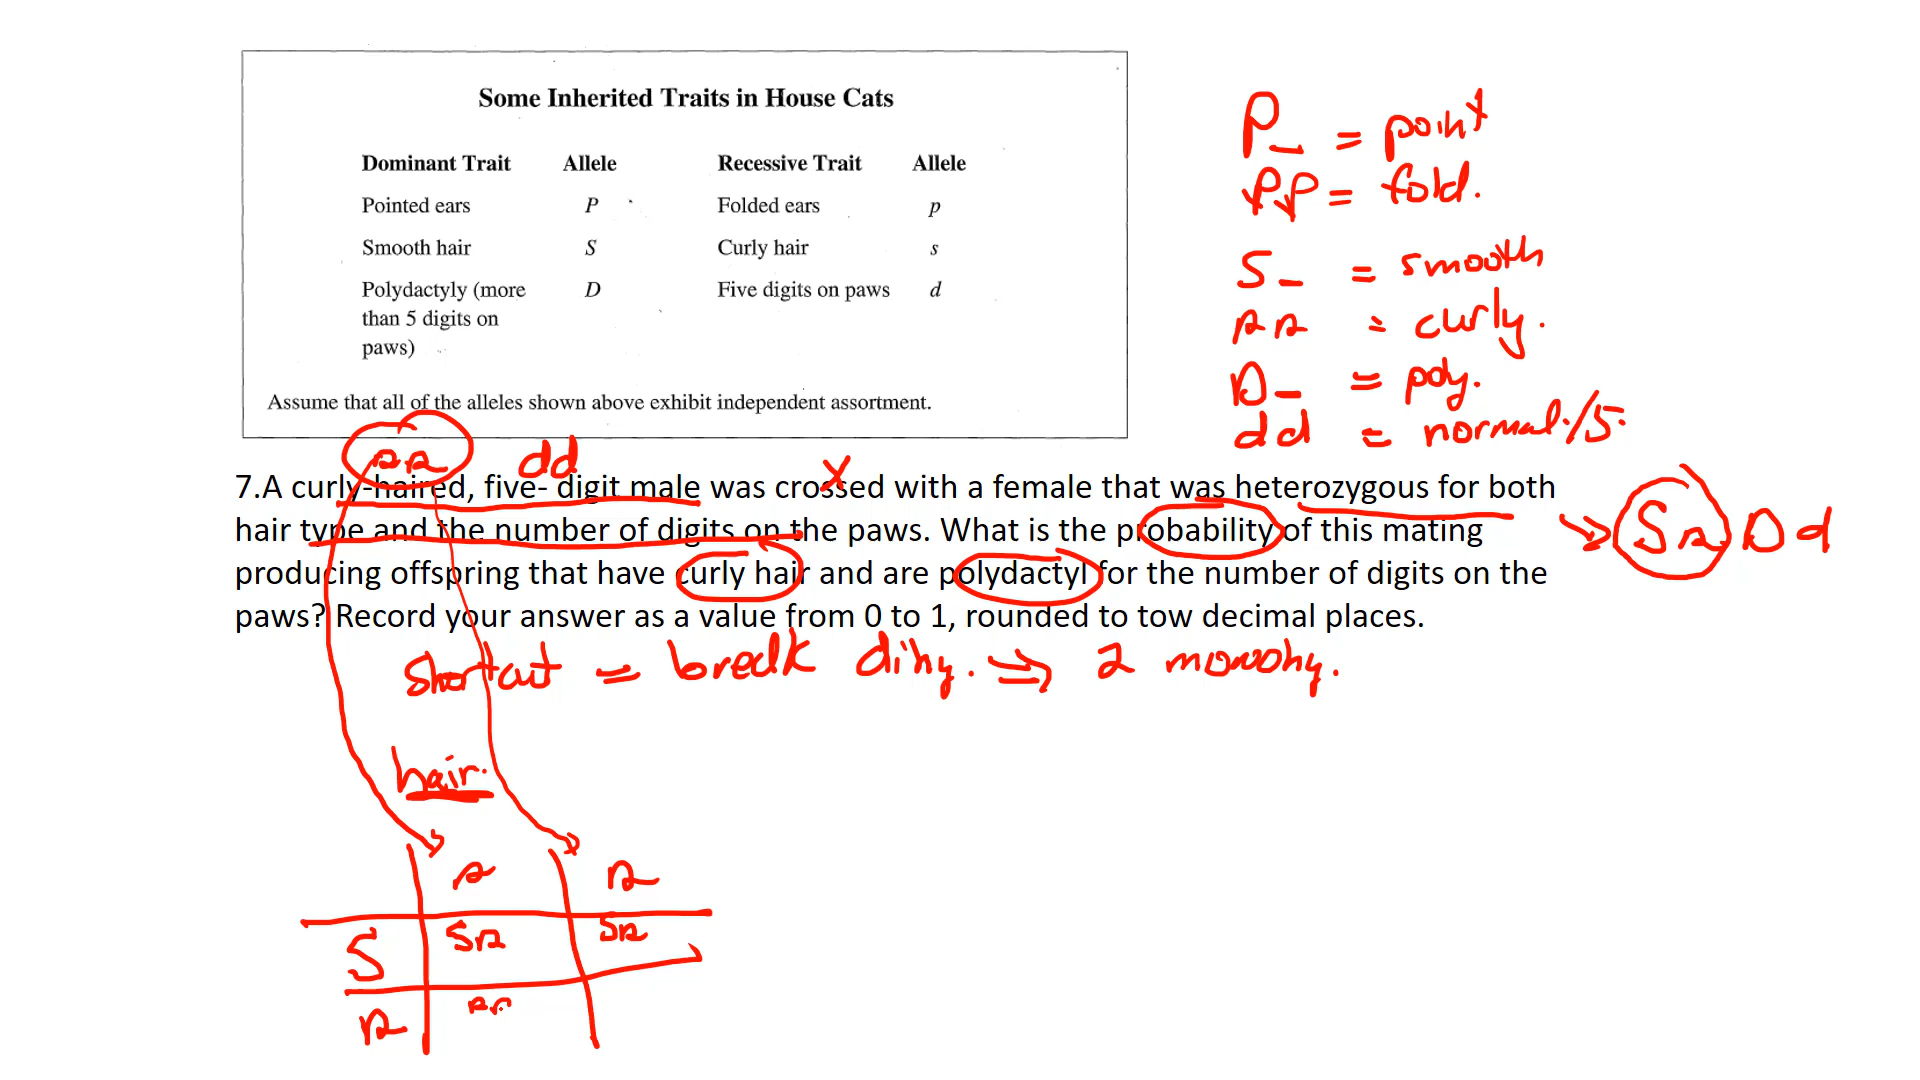 Some Inherited Traits in House Cats
Dominant Trait Allele Recessive Trait Allele
Pointed ears P Folded ears p
Smooth hair S Curly hair s
Polydactyly (more than 5 digits on paws) D Five digits on paws d
Assume that all of the alleles shown above exhibit independent assortment.
P_ = point
pp = fold.
S_ = smooth
ss = curly.
D_ = poly.
dd = normal./5.
ss dd x
7.A curly-haired, five- digit male was crossed with a female that was heterozygous for both
hair type and the number of digits on the paws. What is the probability of this mating
producing offspring that have curly hair and are polydactyl for the number of digits on the
paws? Record your answer as a value from 0 to 1, rounded to tow decimal places.
Ss Dd
Shortcut = break dihy. => 2 monohy.
hair.
s s
S Ss Ss
s ss